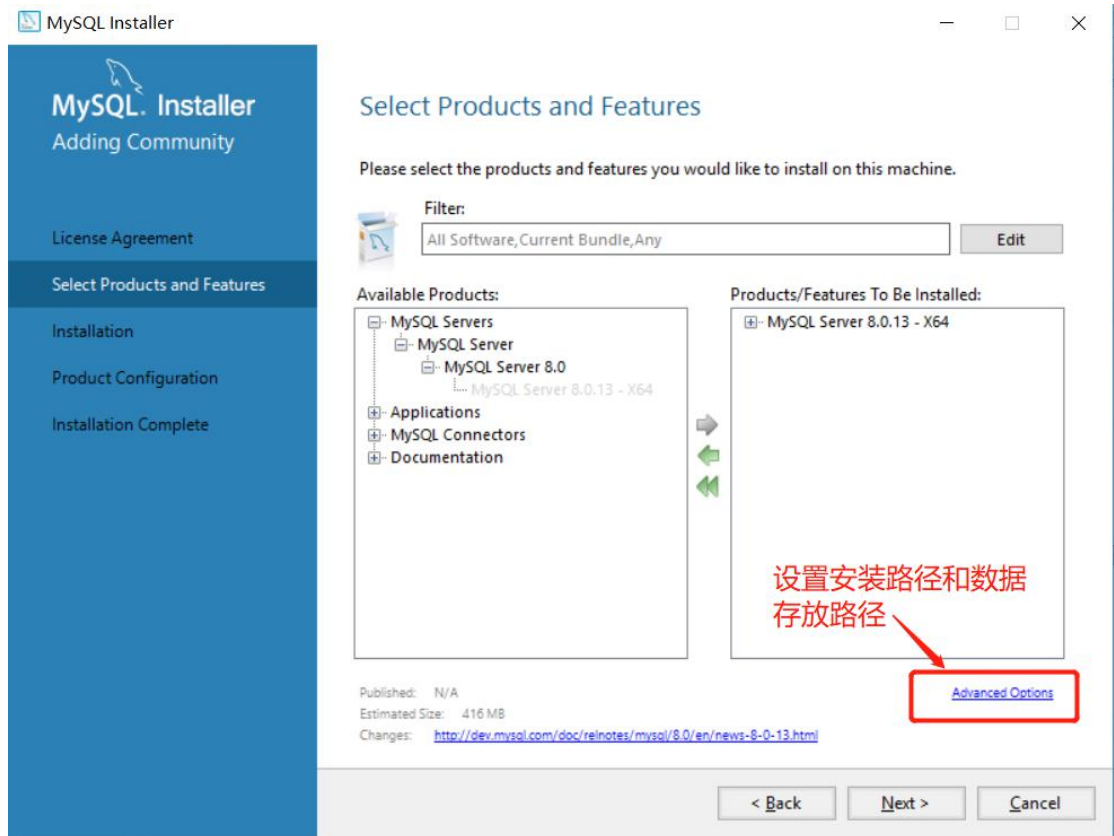 MySQL Installer
MySQL. Installer
Adding Community
License Agreement
Select Products and Features
Installation
Product Configuration
Installation Complete
Select Products and Features
Please select the products and features you would like to install on this machine.
Filter:
All Software,Current Bundle,Any
Edit
Available Products:
MySQL Servers
MySQL Server
MySQL Server 8.0
MySQL Server 8.0.13 - X64
Applications
MySQL Connectors
Documentation
Products/Features To Be Installed:
MySQL Server 8.0.13 - X64
设置安装路径和数据
存放路径
Advanced Options
Published: N/A
Estimated Size: 416 MB
Changes: http://dev.mysql.com/doc/relnotes/mysql/8.0/en/news-8-0-13.html
< Back
Next >
Cancel